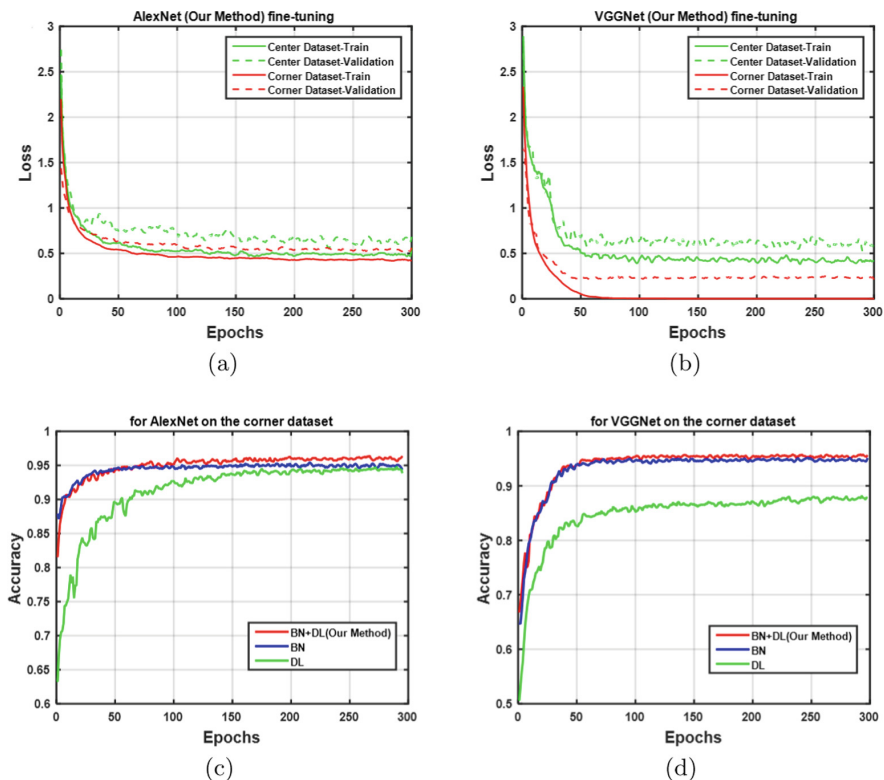 AlexNet (Our Method) fine-tuning
3
2.5
2
1.5
1
0.5
0
Loss
Center Dataset-Train
Center Dataset-Validation
Corner Dataset-Train
Corner Dataset-Validation
0 50 100 150 200 250 300
Epochs
(a)
VGGNet (Our Method) fine-tuning
3
2.5
2
1.5
1
0.5
0
Loss
Center Dataset-Train
Center Dataset-Validation
Corner Dataset-Train
Corner Dataset-Validation
0 50 100 150 200 250 300
Epochs
(b)
for AlexNet on the corner dataset
1
0.95
0.9
0.85
0.8
0.75
0.7
0.65
0.6
Accuracy
BN+DL(Our Method)
BN
DL
0 50 100 150 200 250 300
Epochs
(c)
for VGGNet on the corner dataset
1
0.9
0.8
0.7
0.6
0.5
Accuracy
BN+DL(Our Method)
BN
DL
0 50 100 150 200 250 300
Epochs
(d)